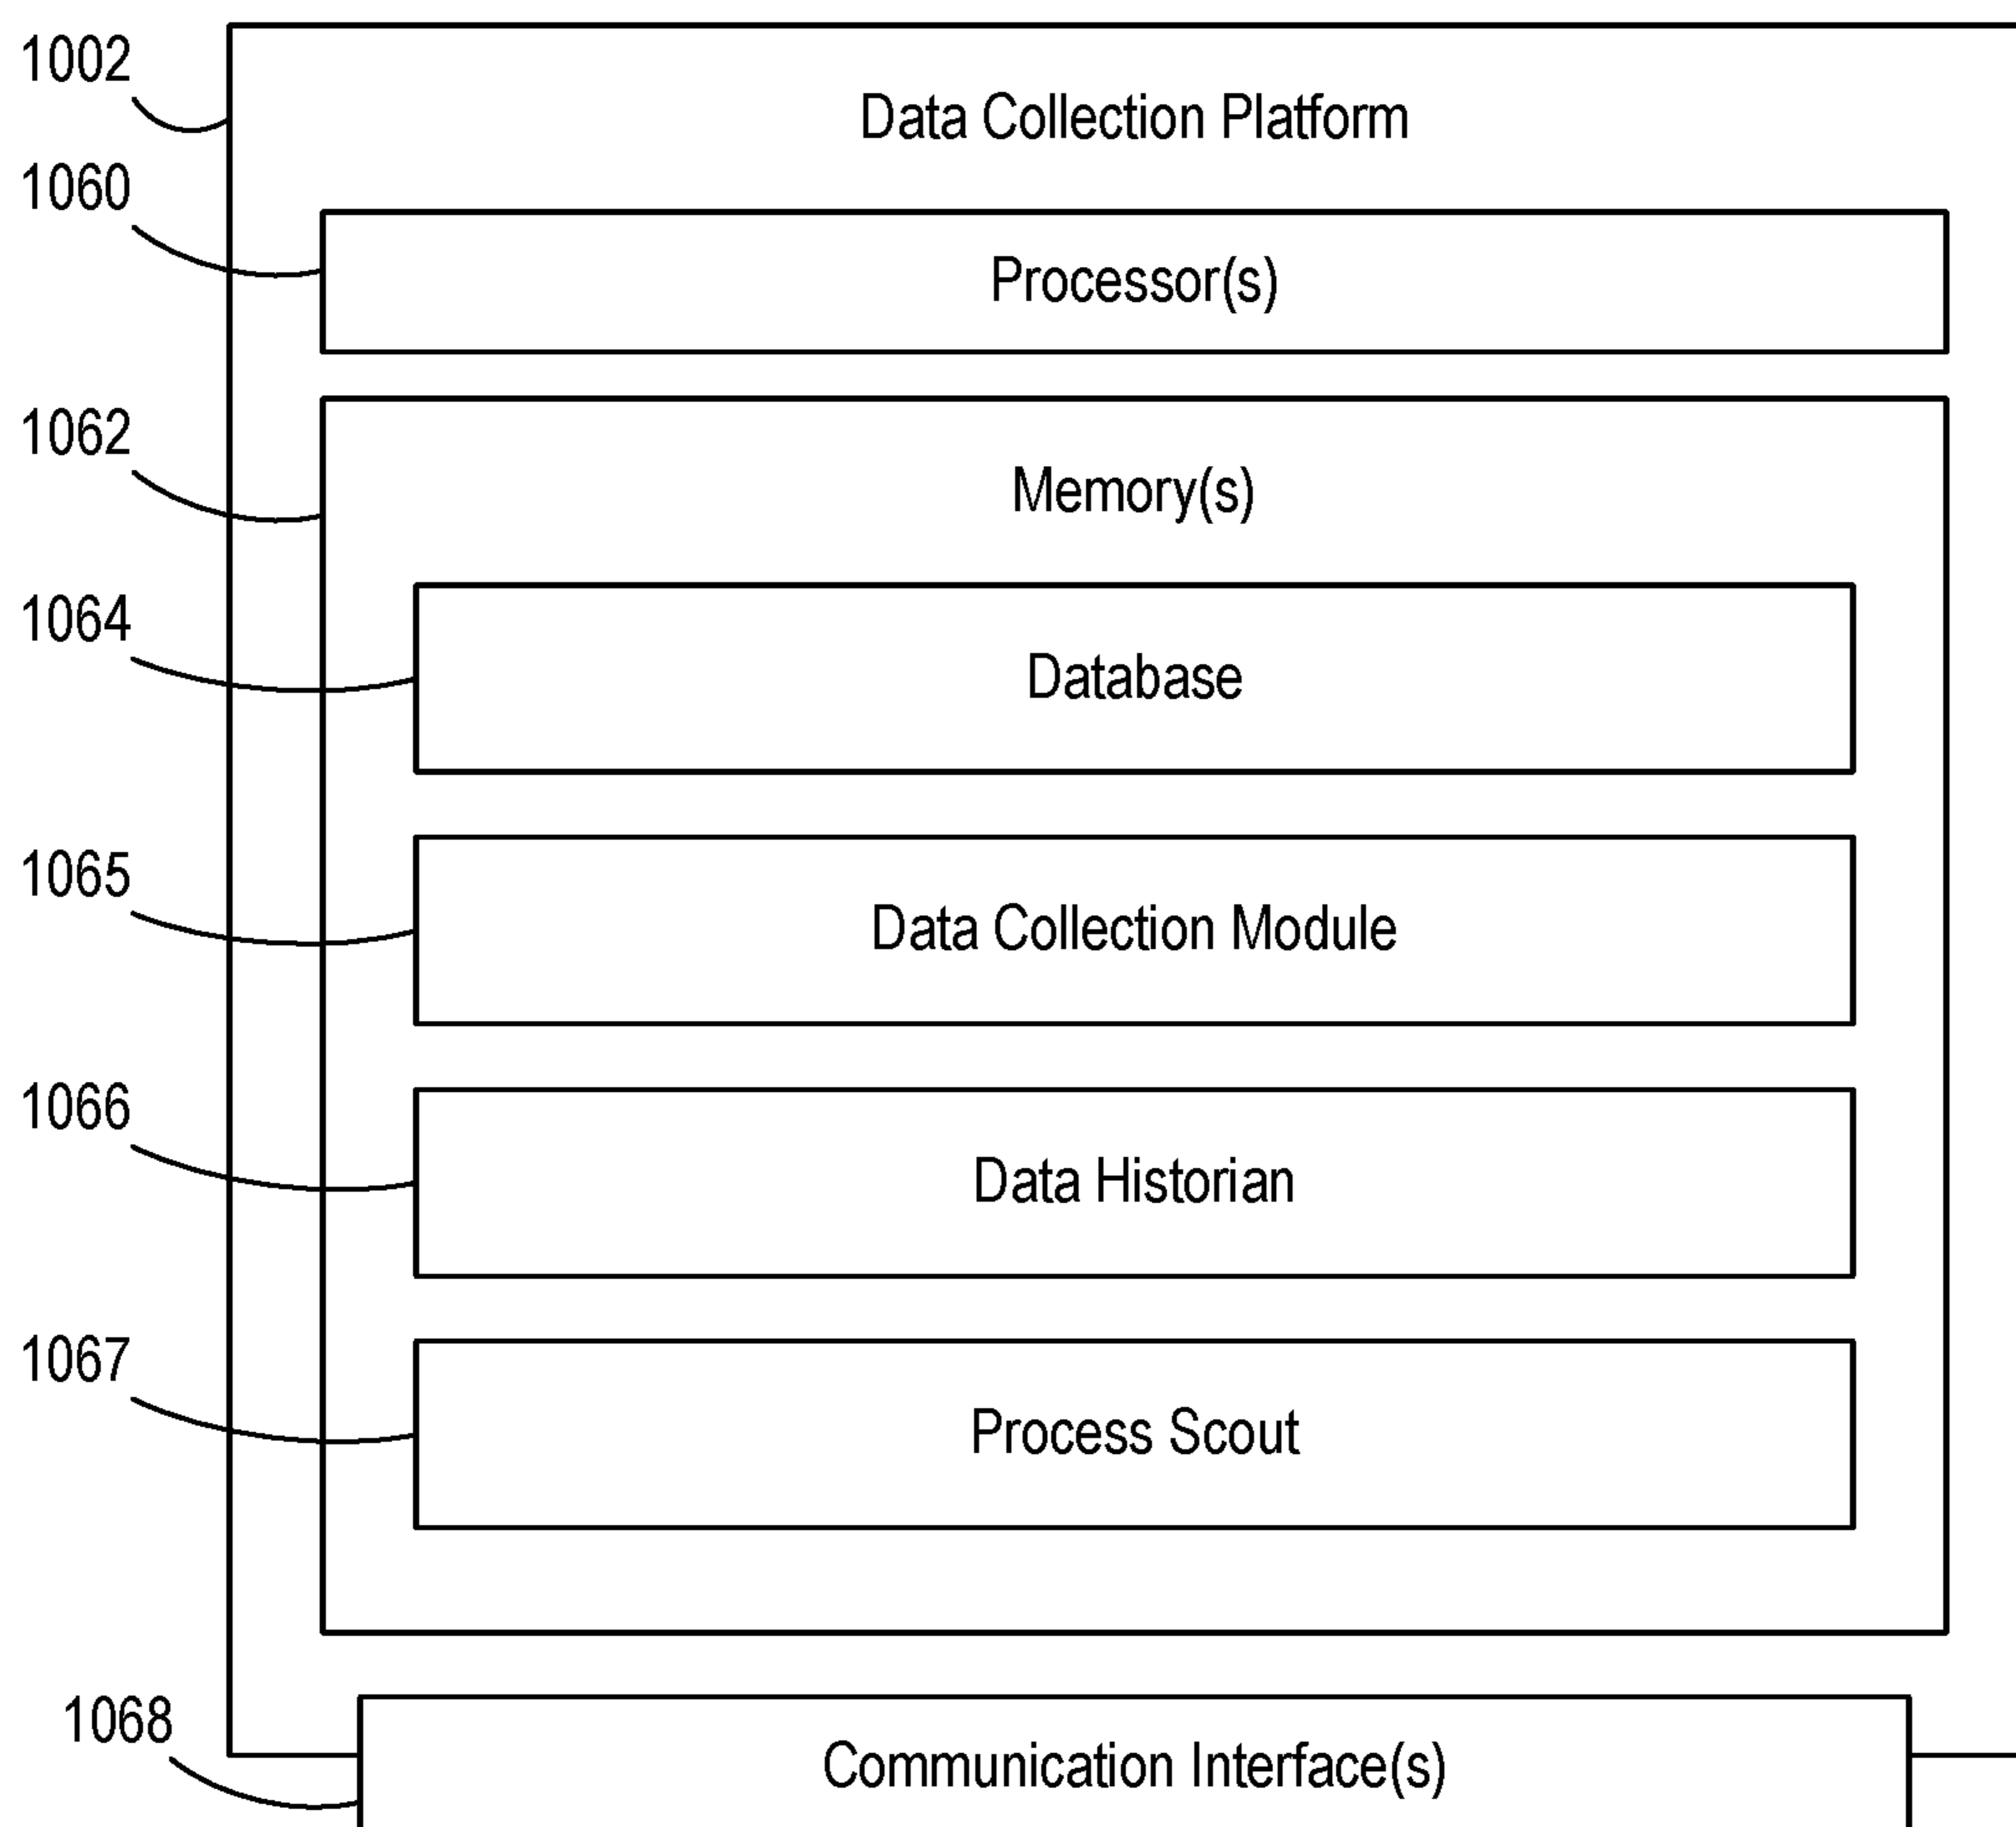 1002
Data Collection Platform
1060
Processor(s)
1062
Memory(s)
1064
Database
1065
Data Collection Module
1066
Data Historian
1067
Process Scout
1068
Communication Interface(s)